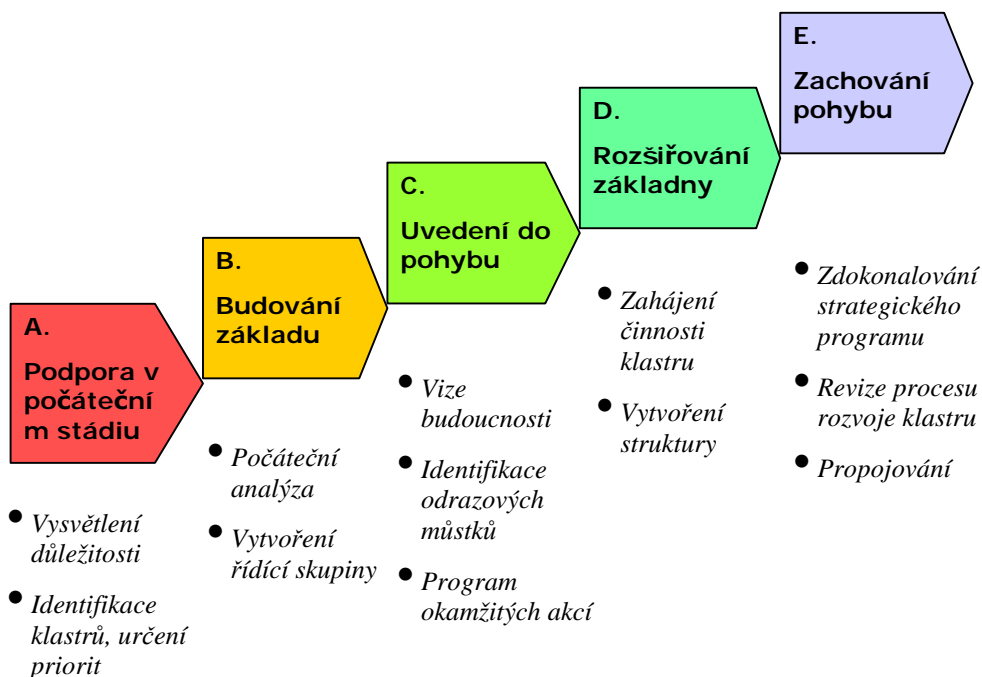 A.
Podpora v
počáteční
m stádiu
• Vysvětlení
důležitosti
• Identifikace
klastrů, určení
priorit
B.
Budování
základu
• Počáteční
analýza
• Vytvoření
řídící skupiny
C.
Uvedení do
pohybu
• Vize
budoucnosti
• Identifikace
odrazových
můstků
• Program
okamžitých akcí
D.
Rozšiřování
základny
• Zahájení
činnosti
klastru
• Vytvoření
struktury
E.
Zachování
pohybu
• Zdokonalování
strategického
programu
• Revize procesu
rozvoje klastru
• Propojování